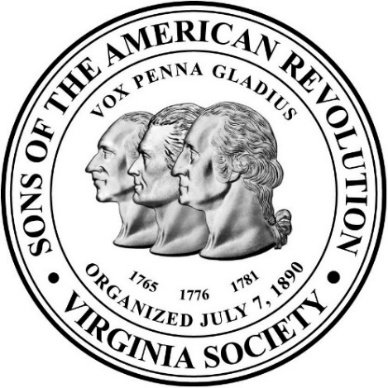 SONS OF THE AMERICAN REVOLUTION
VOX PENNA GLADIUS
1765 1776 1781
ORGANIZED JULY 7, 1890
• VIRGINIA SOCIETY •